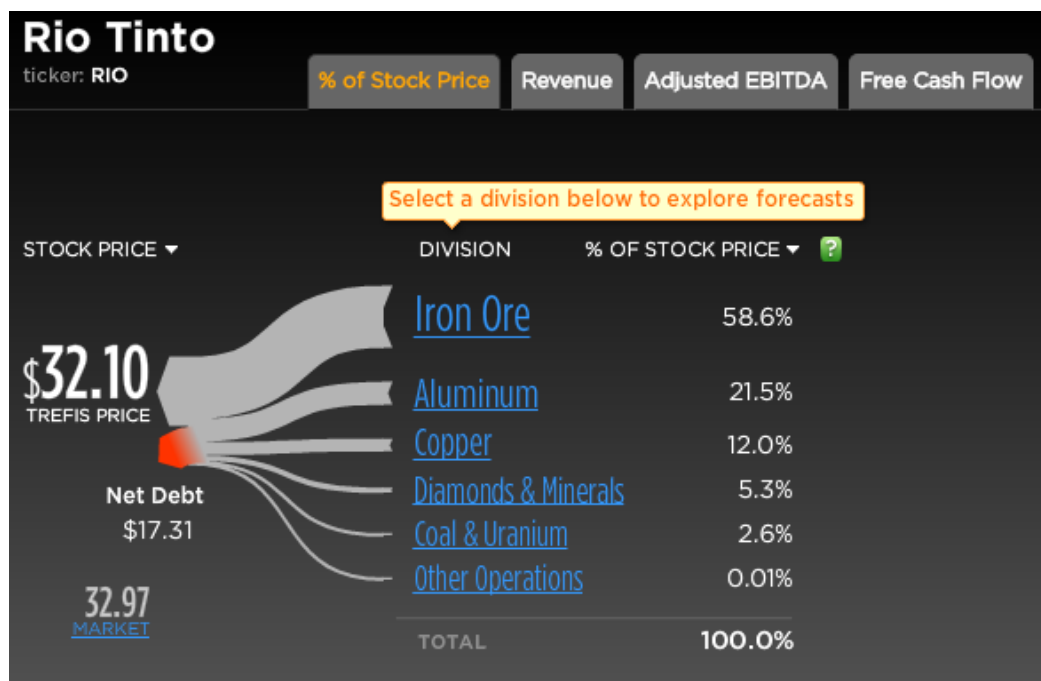 Rio Tinto
ticker: RIO
% of Stock Price Revenue Adjusted EBITDA Free Cash Flow
Select a division below to explore forecasts
STOCK PRICE DIVISION % OF STOCK PRICE ?
Iron Ore 58.6%
$32.10
TREFIS PRICE
Aluminum 21.5%
Copper 12.0%
Net Debt
$17.31
Diamonds & Minerals 5.3%
Coal & Uranium 2.6%
Other Operations 0.01%
32.97
MARKET
TOTAL 100.0%